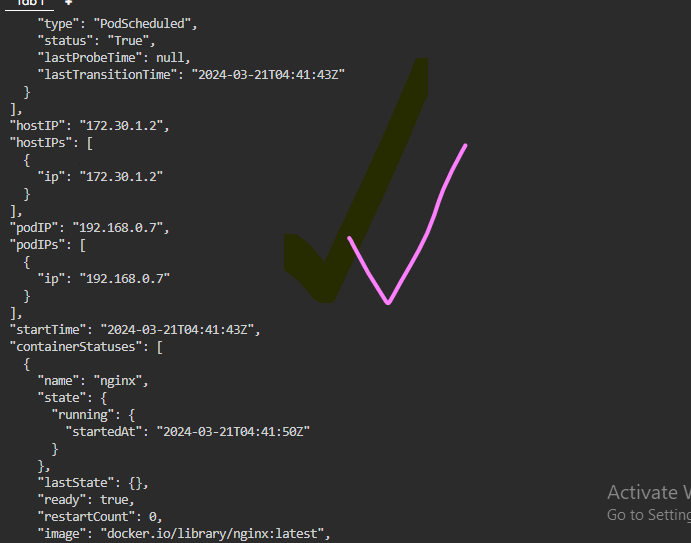 Tab 1 +
"type": "PodScheduled",
"status": "True",
"lastProbeTime": null,
"lastTransitionTime": "2024-03-21T04:41:43Z"
}
],
"hostIP": "172.30.1.2",
"hostIPs": [
{
"ip": "172.30.1.2"
}
],
"podIP": "192.168.0.7",
"podIPs": [
{
"ip": "192.168.0.7"
}
],
"startTime": "2024-03-21T04:41:43Z",
"containerStatuses": [
{
"name": "nginx",
"state": {
"running": {
"startedAt": "2024-03-21T04:41:50Z"
}
},
"lastState": {},
"ready": true,
"restartCount": 0,
"image": "docker.io/library/nginx:latest",
Activate
Go to Setting